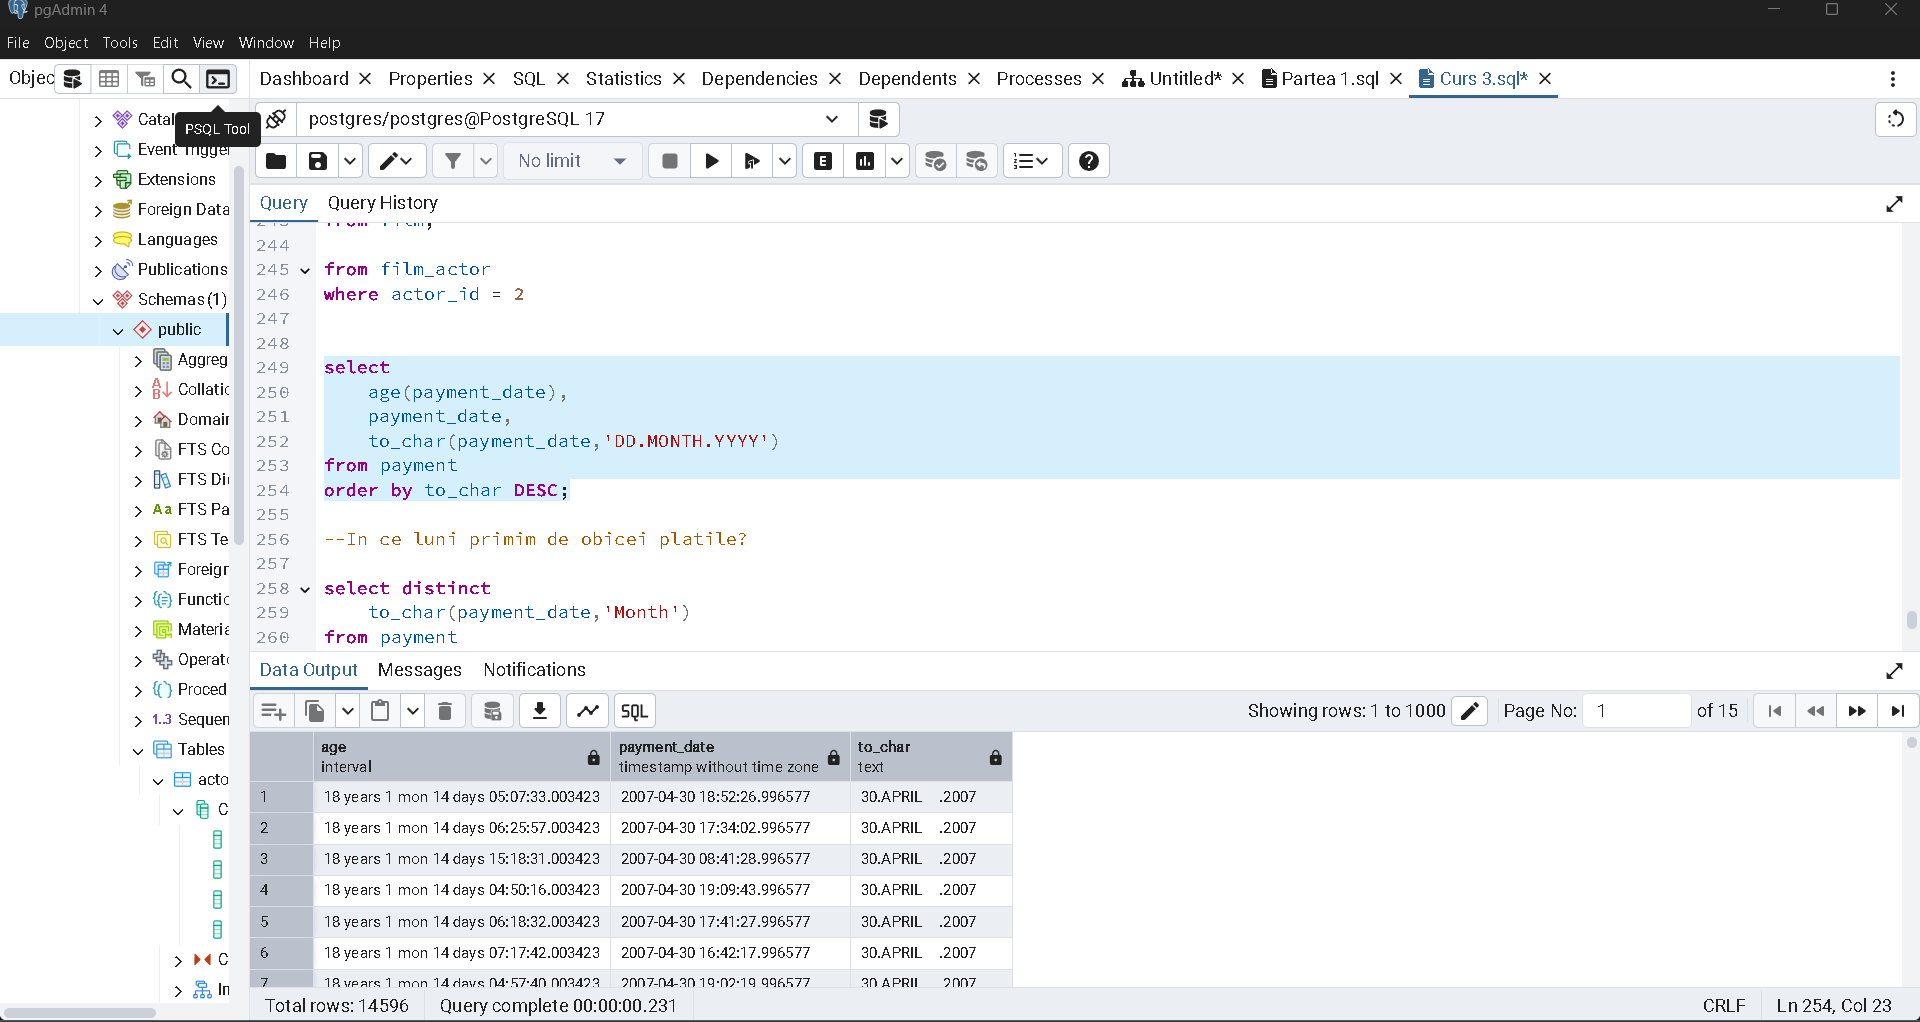 pgAdmin 4
File Object Tools Edit View Window Help
Objec
Dashboard Properties SQL Statistics Dependencies Dependents Processes Untitled* Partea 1.sql Curs 3.sql*
PSQL Tool
postgres/postgres@PostgreSQL 17
No limit
E
Query Query History
Catal
Event Trigge
Extensions
Foreign Data
Languages
Publications
Schemas (1)
public
Aggreg
Collatio
Domain
FTS Co
FTS Di
Aa FTS Pa
FTS Te
Foreign
Functio
Materia
Operato
Proced
1..3 Sequen
Tables
acto
C
C
In
243 from film;
244
245 from film_actor
246 where actor_id = 2
247
248
249 select
250 age(payment_date),
251 payment_date,
252 to_char(payment_date,'DD.MONTH.YYYY')
253 from payment
254 order by to_char DESC;
255
256 --In ce luni primim de obicei platile?
257
258 select distinct
259 to_char(payment_date,'Month')
260 from payment
Data Output Messages Notifications
SQL
Showing rows: 1 to 1000 Page No: 1 of 15
age payment_date to_char
interval timestamp without time zone text
1 18 years 1 mon 14 days 05:07:33.003423 2007-04-30 18:52:26.996577 30.APRIL .2007
2 18 years 1 mon 14 days 06:25:57.003423 2007-04-30 17:34:02.996577 30.APRIL .2007
3 18 years 1 mon 14 days 15:18:31.003423 2007-04-30 08:41:28.996577 30.APRIL .2007
4 18 years 1 mon 14 days 04:50:16.003423 2007-04-30 19:09:43.996577 30.APRIL .2007
5 18 years 1 mon 14 days 06:18:32.003423 2007-04-30 17:41:27.996577 30.APRIL .2007
6 18 years 1 mon 14 days 07:17:42.003423 2007-04-30 16:42:17.996577 30.APRIL .2007
7 18 years 1 mon 14 days 04:57:40.003423 2007-04-30 19:02:19.996577 30.APRIL .2007
Total rows: 14596 Query complete 00:00:00.231 CRLF Ln 254, Col 23